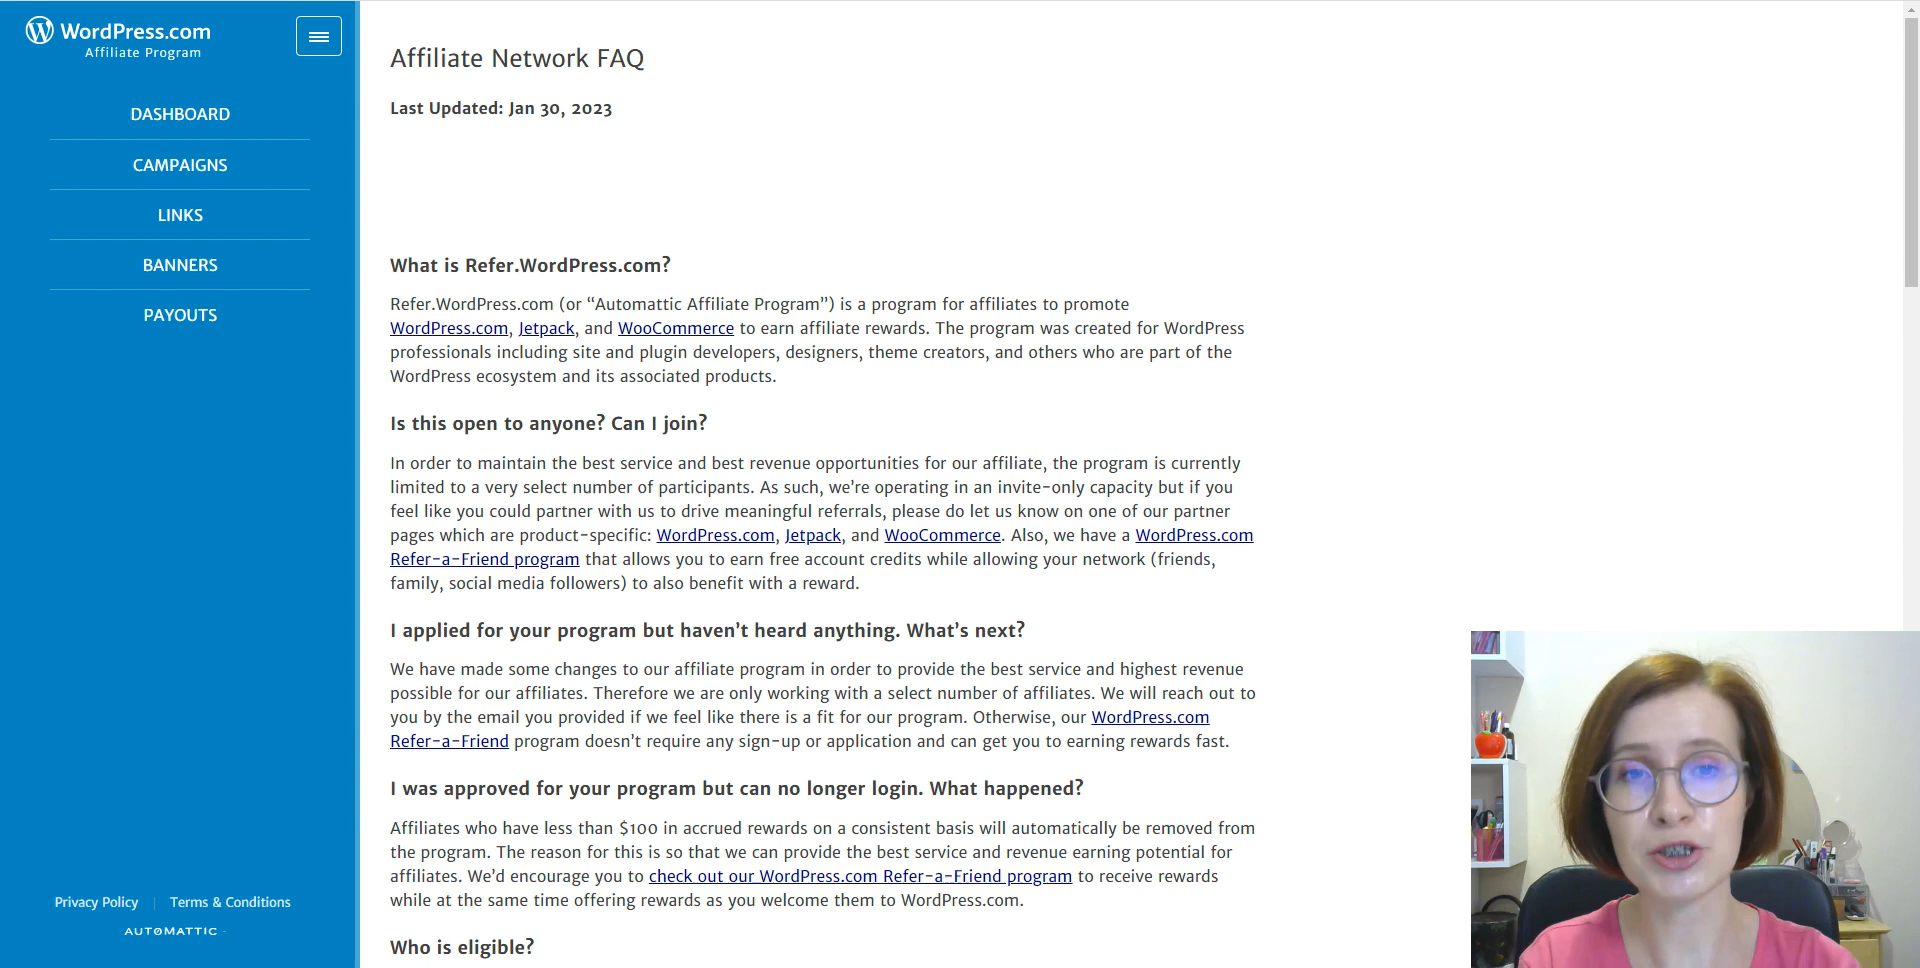 WordPress.com
Affiliate Program
DASHBOARD
CAMPAIGNS
LINKS
BANNERS
PAYOUTS
Privacy Policy | Terms & Conditions
AUTOMATTIC
Affiliate Network FAQ
Last Updated: Jan 30, 2023
What is Refer.WordPress.com?
Refer.WordPress.com (or “Automattic Affiliate Program”) is a program for affiliates to promote
WordPress.com, Jetpack, and WooCommerce to earn affiliate rewards. The program was created for WordPress
professionals including site and plugin developers, designers, theme creators, and others who are part of the
WordPress ecosystem and its associated products.
Is this open to anyone? Can I join?
In order to maintain the best service and best revenue opportunities for our affiliate, the program is currently
limited to a very select number of participants. As such, we’re operating in an invite-only capacity but if you
feel like you could partner with us to drive meaningful referrals, please do let us know on one of our partner
pages which are product-specific: WordPress.com, Jetpack, and WooCommerce. Also, we have a WordPress.com
Refer-a-Friend program that allows you to earn free account credits while allowing your network (friends,
family, social media followers) to also benefit with a reward.
I applied for your program but haven’t heard anything. What’s next?
We have made some changes to our affiliate program in order to provide the best service and highest revenue
possible for our affiliates. Therefore we are only working with a select number of affiliates. We will reach out to
you by the email you provided if we feel like there is a fit for our program. Otherwise, our WordPress.com
Refer-a-Friend program doesn’t require any sign-up or application and can get you to earning rewards fast.
I was approved for your program but can no longer login. What happened?
Affiliates who have less than $100 in accrued rewards on a consistent basis will automatically be removed from
the program. The reason for this is so that we can provide the best service and revenue earning potential for
affiliates. We’d encourage you to check out our WordPress.com Refer-a-Friend program to receive rewards
while at the same time offering rewards as you welcome them to WordPress.com.
Who is eligible?